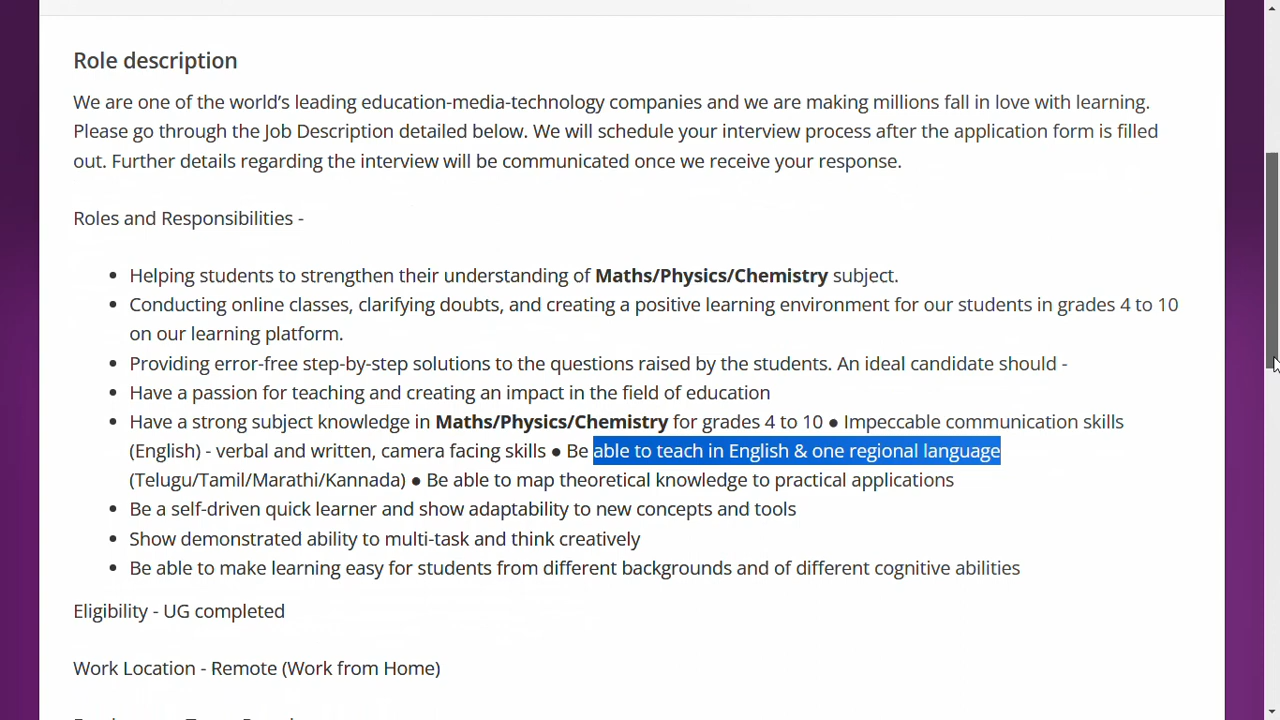 Role description
We are one of the world's leading education-media-technology companies and we are making millions fall in love with learning.
Please go through the Job Description detailed below. We will schedule your interview process after the application form is filled
out. Further details regarding the interview will be communicated once we receive your response.
Roles and Responsibilities -
• Helping students to strengthen their understanding of Maths/Physics/Chemistry subject.
• Conducting online classes, clarifying doubts, and creating a positive learning environment for our students in grades 4 to 10
on our learning platform.
• Providing error-free step-by-step solutions to the questions raised by the students. An ideal candidate should -
• Have a passion for teaching and creating an impact in the field of education
• Have a strong subject knowledge in Maths/Physics/Chemistry for grades 4 to 10 ● Impeccable communication skills
(English) - verbal and written, camera facing skills ● Be able to teach in English & one regional language
(Telugu/Tamil/Marathi/Kannada) ● Be able to map theoretical knowledge to practical applications
• Be a self-driven quick learner and show adaptability to new concepts and tools
• Show demonstrated ability to multi-task and think creatively
• Be able to make learning easy for students from different backgrounds and of different cognitive abilities
Eligibility - UG completed
Work Location - Remote (Work from Home)